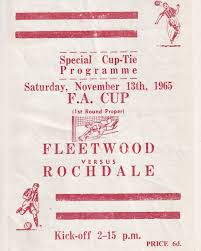 Special Cup-Tie
Programme
Saturday, November 13th, 1965
F.A. CUP
(1st Round Proper)
FLEETWOOD
VERSUS
ROCHDALE
Kick-off 2-15 p.m.
PRICE 6d.